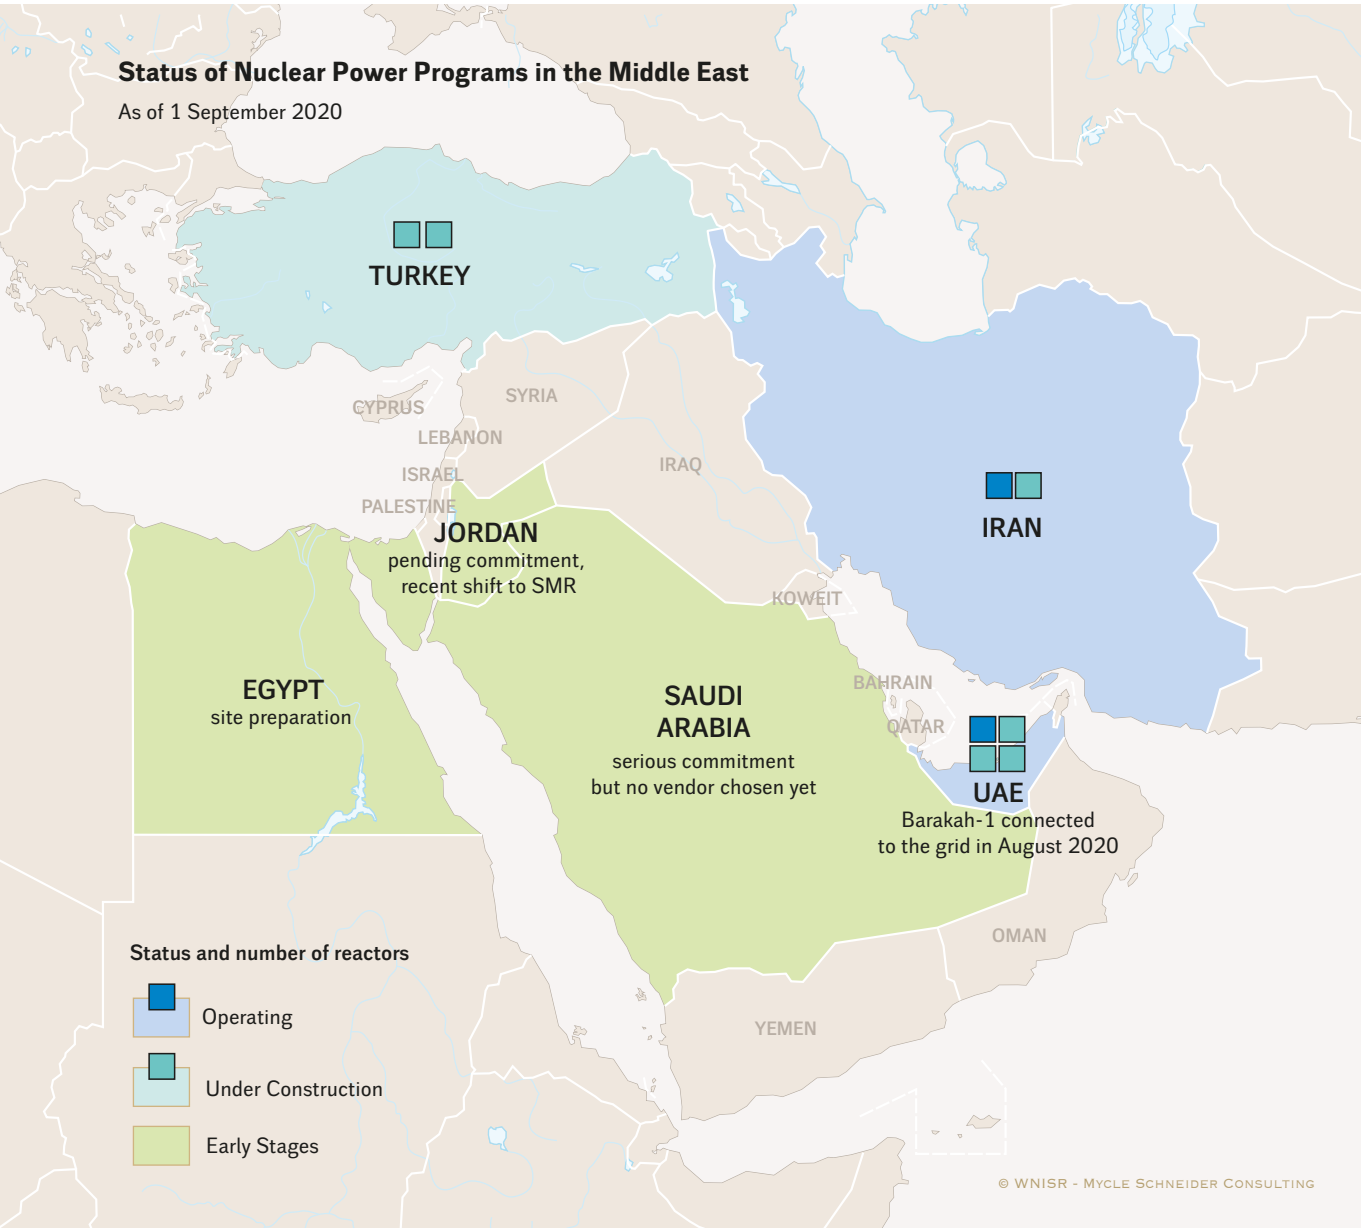 Status of Nuclear Power Programs in the Middle East
As of 1 September 2020
TURKEY
CYPRUS
SYRIA
LEBANON
ISRAEL
IRAQ
PALESTINE
IRAN
JORDAN
pending commitment,
recent shift to SMR
KOWEIT
EGYPT
site preparation
SAUDI
ARABIA
serious commitment
but no vendor chosen yet
BAHRAIN
QATAR
UAE
Barakah-1 connected
to the grid in August 2020
OMAN
YEMEN
Status and number of reactors
Operating
Under Construction
Early Stages
© WNISR - Mycle Schneider Consulting